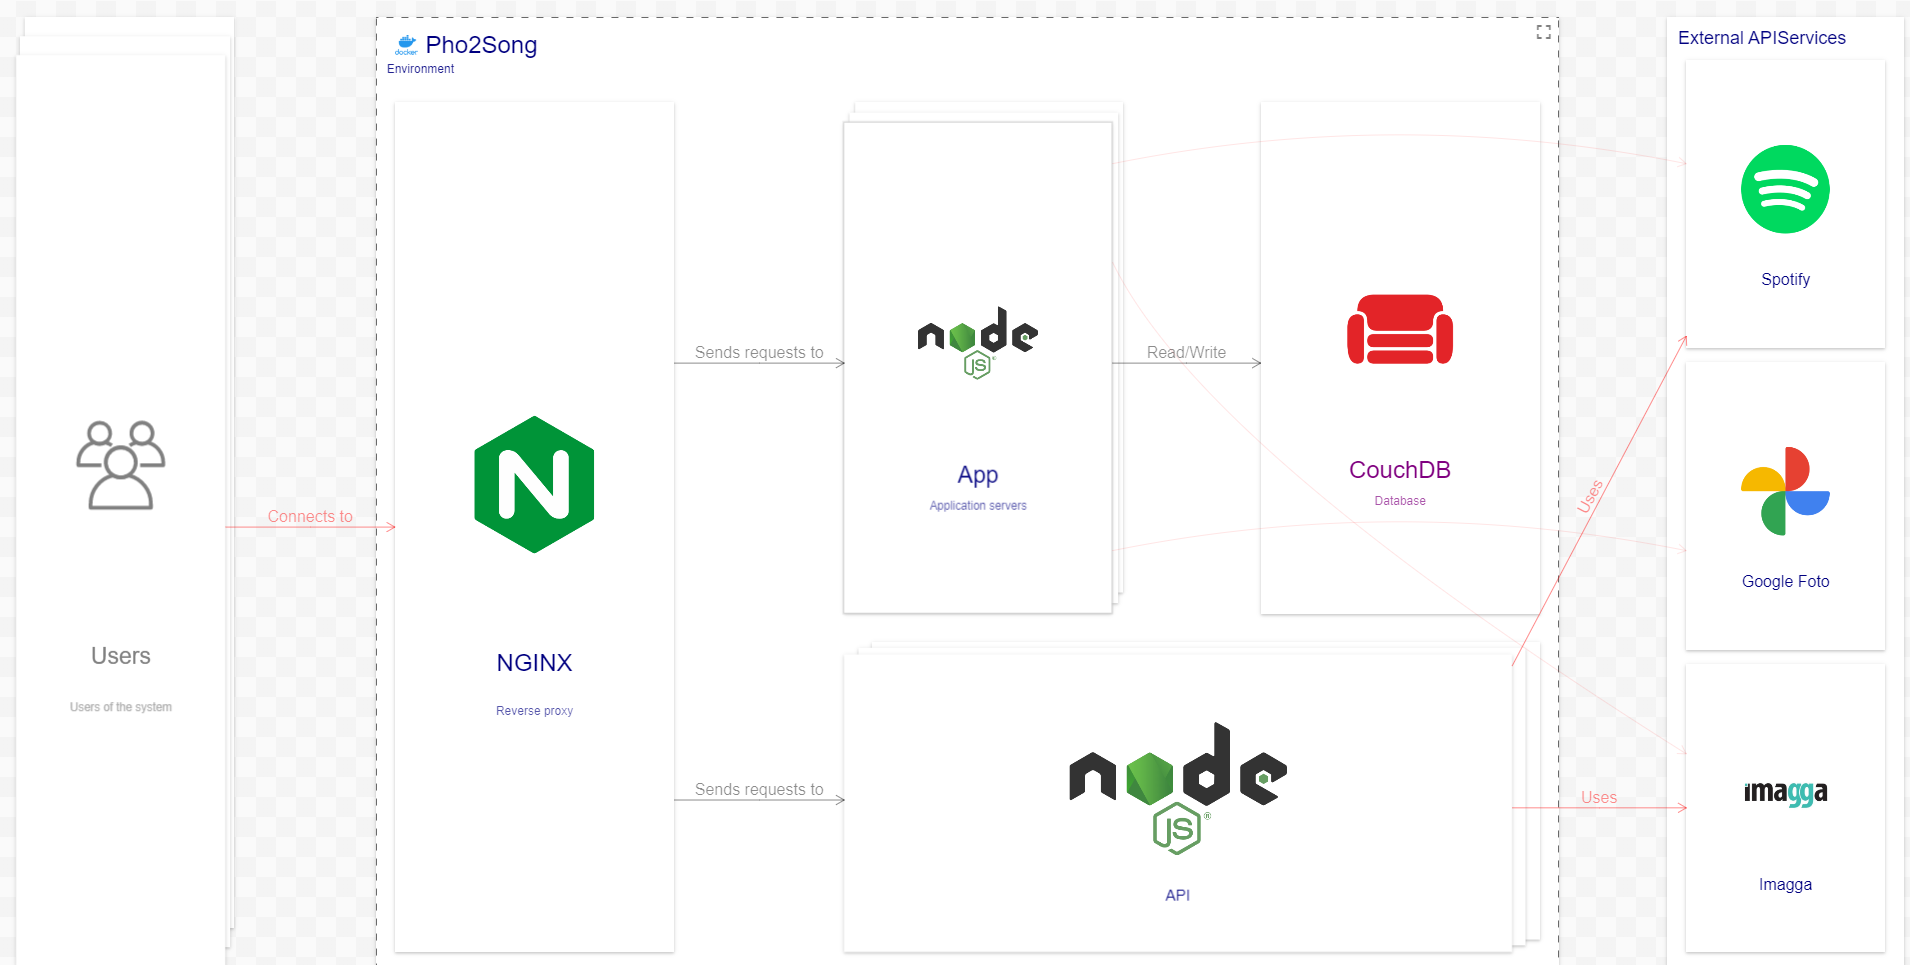 Users
Users of the system
Connects to
docker
Pho2Song
Environment
NGINX
Reverse proxy
Sends requests to
Sends requests to
node
JS
®
App
Application servers
Read/Write
CouchDB
Database
node
JS
®
API
Uses
Uses
External APIServices
Spotify
Google Foto
imagga
Imagga